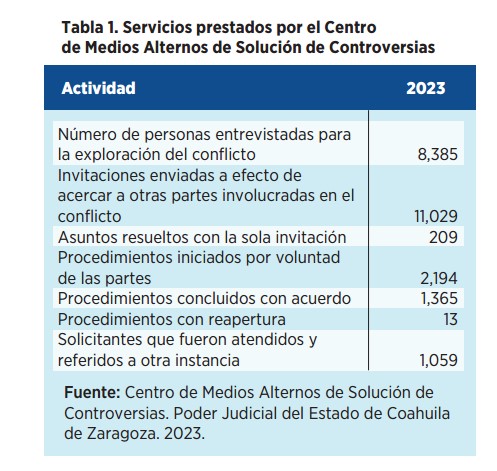 Tabla 1. Servicios prestados por el Centro
de Medios Alternos de Solución de Controversias
Actividad 2023
Número de personas entrevistadas para
la exploración del conflicto 8,385
Invitaciones enviadas a efecto de
acercar a otras partes involucradas en el
conflicto 11,029
Asuntos resueltos con la sola invitación 209
Procedimientos iniciados por voluntad
de las partes 2,194
Procedimientos concluidos con acuerdo 1,365
Procedimientos con reapertura 13
Solicitantes que fueron atendidos y
referidos a otra instancia 1,059
Fuente: Centro de Medios Alternos de Solución de
Controversias. Poder Judicial del Estado de Coahuila
de Zaragoza. 2023.